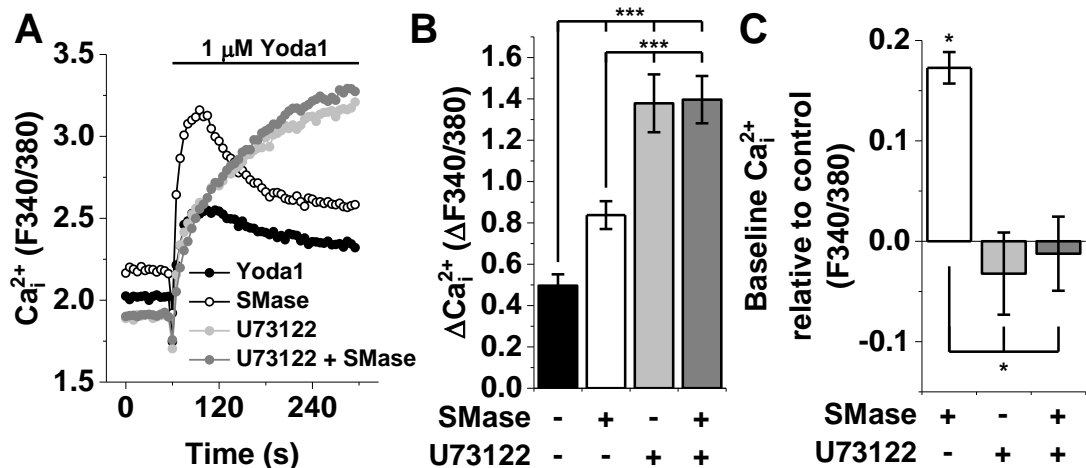 A
1 μM Yoda1
3.5
3.0
2.5
2.0
1.5
Ca²⁺ᵢ (F340/380)
Yoda1
SMase
U73122
U73122 + SMase
0 120 240
Time (s)
B
***
***
1.6
1.4
1.2
1.0
0.8
0.6
0.4
0.2
0.0
ΔCa²⁺ᵢ (ΔF340/380)
SMase - + - +
U73122 - - + +
C
*
0.2
0.1
0.0
-0.1
Baseline Ca²⁺ᵢ
relative to control
(F340/380)
*
SMase + - +
U73122 - + +